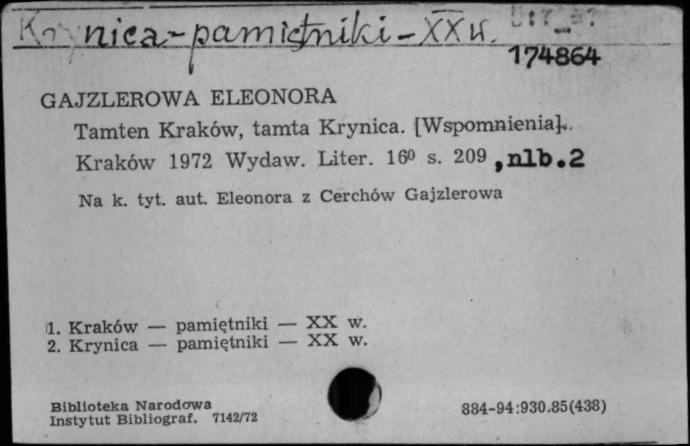 Krynica-pamiętniki-XX w.
174864
GAJZLEROWA ELEONORA
Tamten Kraków, tamta Krynica. [Wspomnienia].
Kraków 1972 Wydaw. Liter. 16⁰ s. 209 , nlb.2
Na k. tyt. aut. Eleonora z Cerchów Gajzlerowa
1. Kraków — pamiętniki — XX w.
2. Krynica — pamiętniki — XX w.
Biblioteka Narodowa
Instytut Bibliograf. 7142/72
884-94:930.85(438)